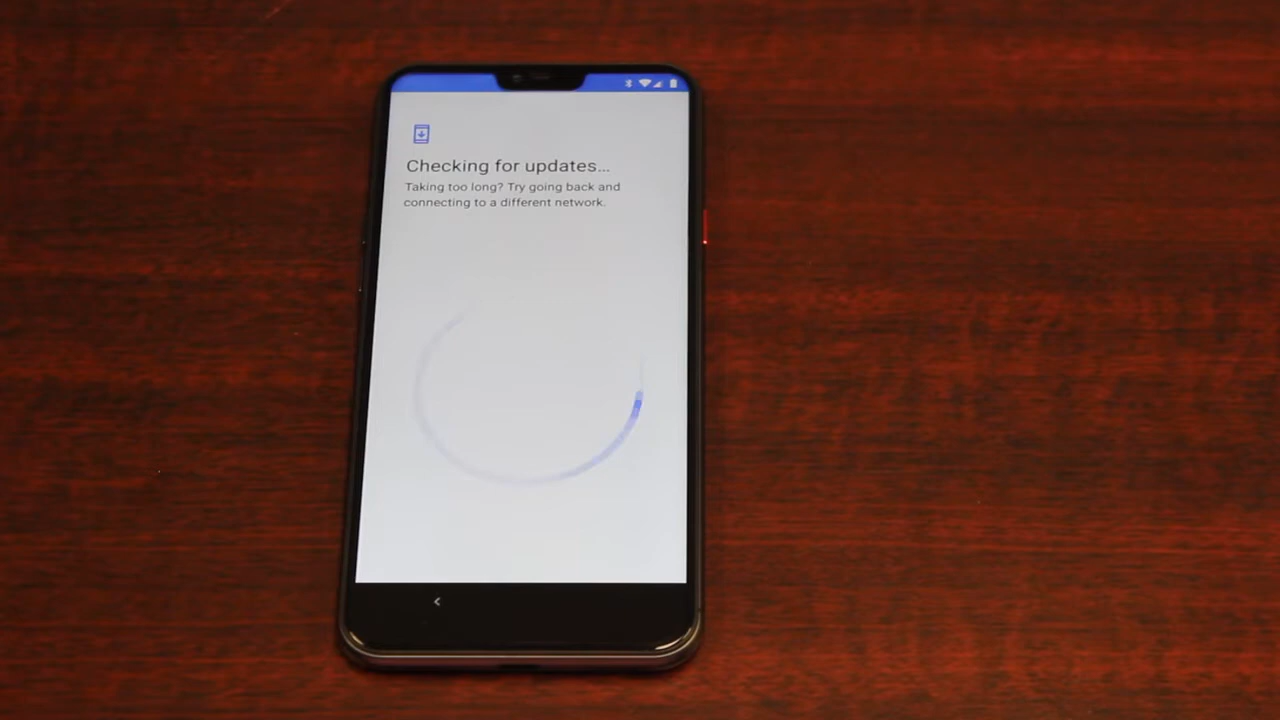 Checking for updates...
Taking too long? Try going back and
connecting to a different network.